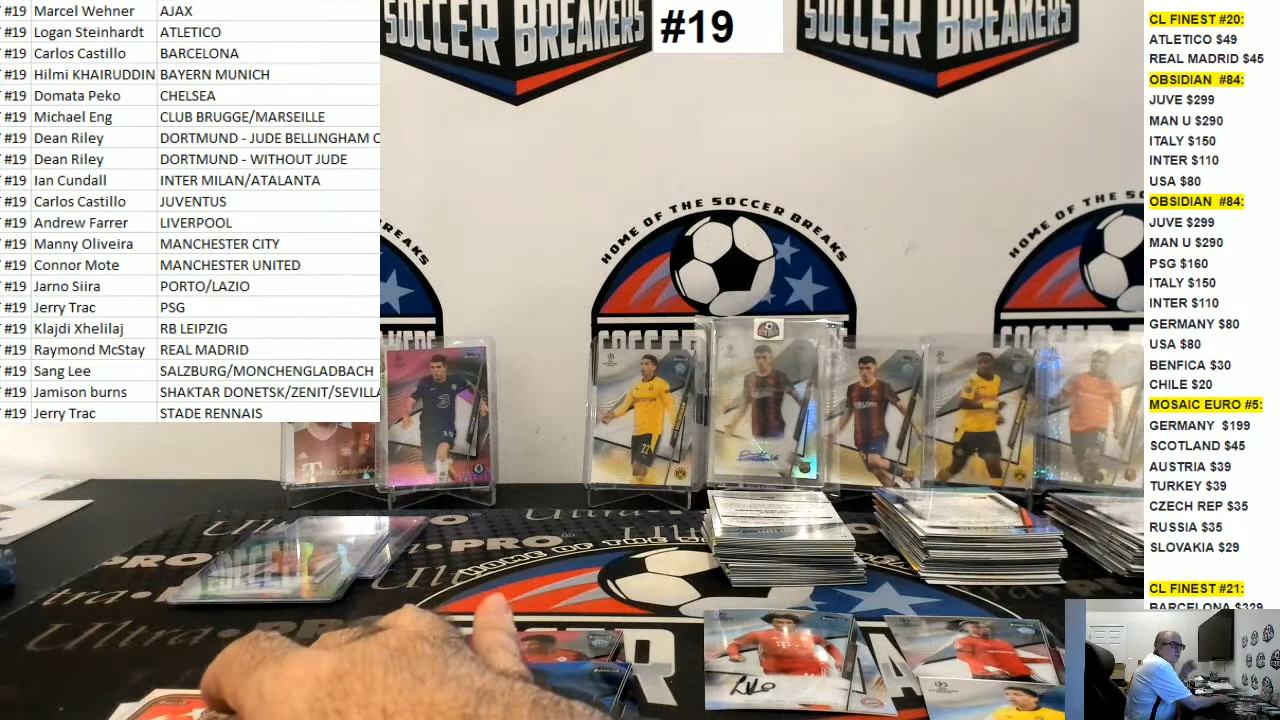 #19 Marcel Wehner AJAX
#19 Logan Steinhardt ATLETICO
#19 Carlos Castillo BARCELONA
#19 Hilmi KHAIRUDDIN BAYERN MUNICH
#19 Domata Peko CHELSEA
#19 Michael Eng CLUB BRUGGE/MARSEILLE
#19 Dean Riley DORTMUND - JUDE BELLINGHAM C
#19 Dean Riley DORTMUND - WITHOUT JUDE
#19 Ian Cundall INTER MILAN/ATALANTA
#19 Carlos Castillo JUVENTUS
#19 Andrew Farrer LIVERPOOL
#19 Manny Oliveira MANCHESTER CITY
#19 Connor Mote MANCHESTER UNITED
#19 Jarno Siira PORTO/LAZIO
#19 Jerry Trac PSG
#19 Klajdi Xhelilaj RB LEIPZIG
#19 Raymond McStay REAL MADRID
#19 Sang Lee SALZBURG/MONCHENGLADBACH
#19 Jamison burns SHAKTAR DONETSK/ZENIT/SEVILLA
#19 Jerry Trac STADE RENNAIS
SOCCER BREAKERS
#19
SOCCER BREAKERS
HOME OF THE SOCCER BREAKS
SOCCER
CL FINEST #20:
ATLETICO $49
REAL MADRID $45
OBSIDIAN #84:
JUVE $299
MAN U $290
ITALY $150
INTER $110
USA $80
OBSIDIAN #84:
JUVE $299
MAN U $290
PSG $160
ITALY $150
INTER $110
GERMANY $80
USA $80
BENFICA $30
CHILE $20
MOSAIC EURO #5:
GERMANY $199
SCOTLAND $45
AUSTRIA $39
TURKEY $39
CZECH REP $35
RUSSIA $35
SLOVAKIA $29
CL FINEST #21:
BARCELONA $329